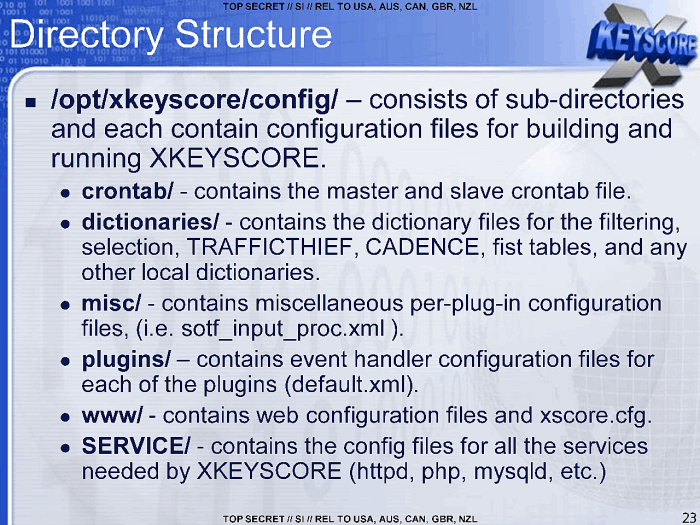 TOP SECRET // SI // REL TO USA, AUS, CAN, GBR, NZL
Directory Structure
XKEYSCORE
■ /opt/xkeyscore/config/ – consists of sub-directories
and each contain configuration files for building and
running XKEYSCORE.
● crontab/ - contains the master and slave crontab file.
● dictionaries/ - contains the dictionary files for the filtering,
selection, TRAFFICTHIEF, CADENCE, fist tables, and any
other local dictionaries.
● misc/ - contains miscellaneous per-plug-in configuration
files, (i.e. sotf_input_proc.xml ).
● plugins/ – contains event handler configuration files for
each of the plugins (default.xml).
● www/ - contains web configuration files and xscore.cfg.
● SERVICE/ - contains the config files for all the services
needed by XKEYSCORE (httpd, php, mysqld, etc.)
TOP SECRET // SI // REL TO USA, AUS, CAN, GBR, NZL
23